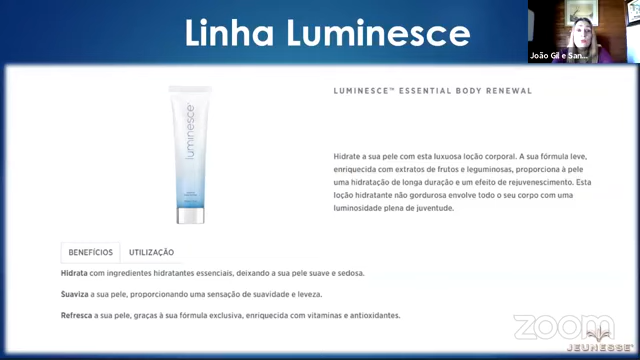 Linha Luminesce
João Gil e San...
LUMINESCE™ ESSENTIAL BODY RENEWAL
luminesce
Hidrate a sua pele com esta luxuosa loção corporal. A sua fórmula leve,
enriquecida com extratos de frutos e leguminosas, proporciona à pele
uma hidratação de longa duração e um efeito de rejuvenescimento. Esta
loção hidratante não gordurosa envolve todo o seu corpo com uma
luminosidade plena de juventude.
BENEFÍCIOS UTILIZAÇÃO
Hidrata com ingredientes hidratantes essenciais, deixando a sua pele suave e sedosa.
Suaviza a sua pele, proporcionando uma sensação de suavidade e leveza.
Refresca a sua pele, graças à sua fórmula exclusiva, enriquecida com vitaminas e antioxidantes.
zoom
JEUNESSE